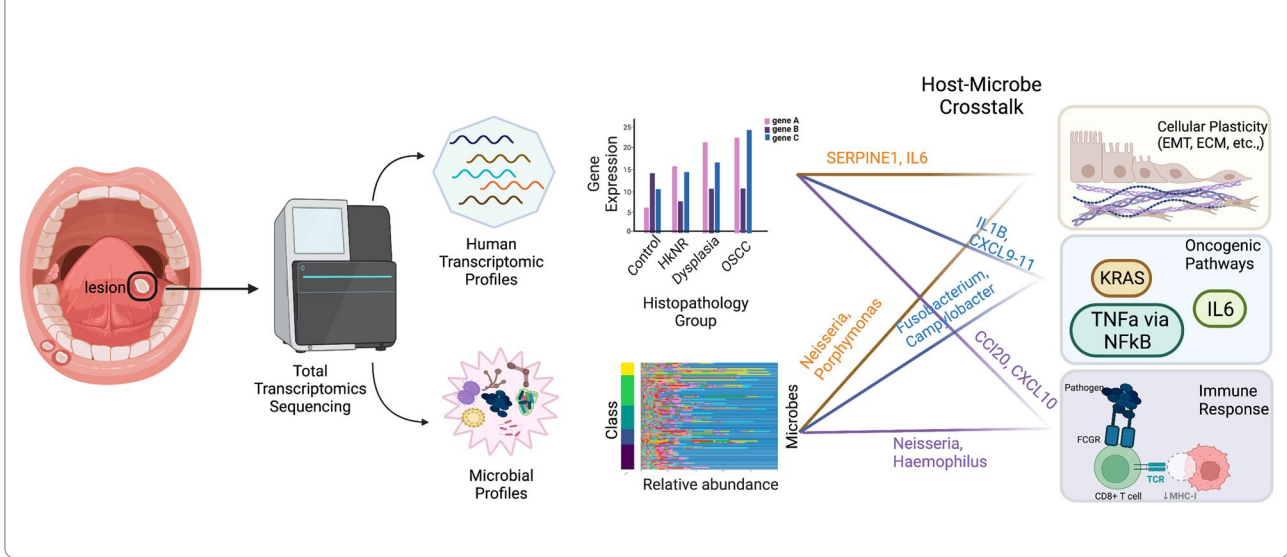 lesion
Total
Transcriptomics
Sequencing
Human
Transcriptomic
Profiles
Microbial
Profiles
Gene
Expression
25
20
15
10
5
0
gene A
gene B
gene C
Control
HkNR
Dysplasia
OSCC
Histopathology
Group
Class
Relative abundance
Microbes
Host-Microbe
Crosstalk
SERPINE1, IL6
IL1B,
CXCL9-11
Neisseria,
Porphymonas
Fusobacterium,
Campylobacter
CCl20, CXCL10
Neisseria,
Haemophilus
Cellular Plasticity
(EMT, ECM, etc.,)
Oncogenic
Pathways
KRAS
IL6
TNFa via
NFkB
Immune
Response
Pathogen
FCGR
TCR
CD8+ T cell
↓MHC-I